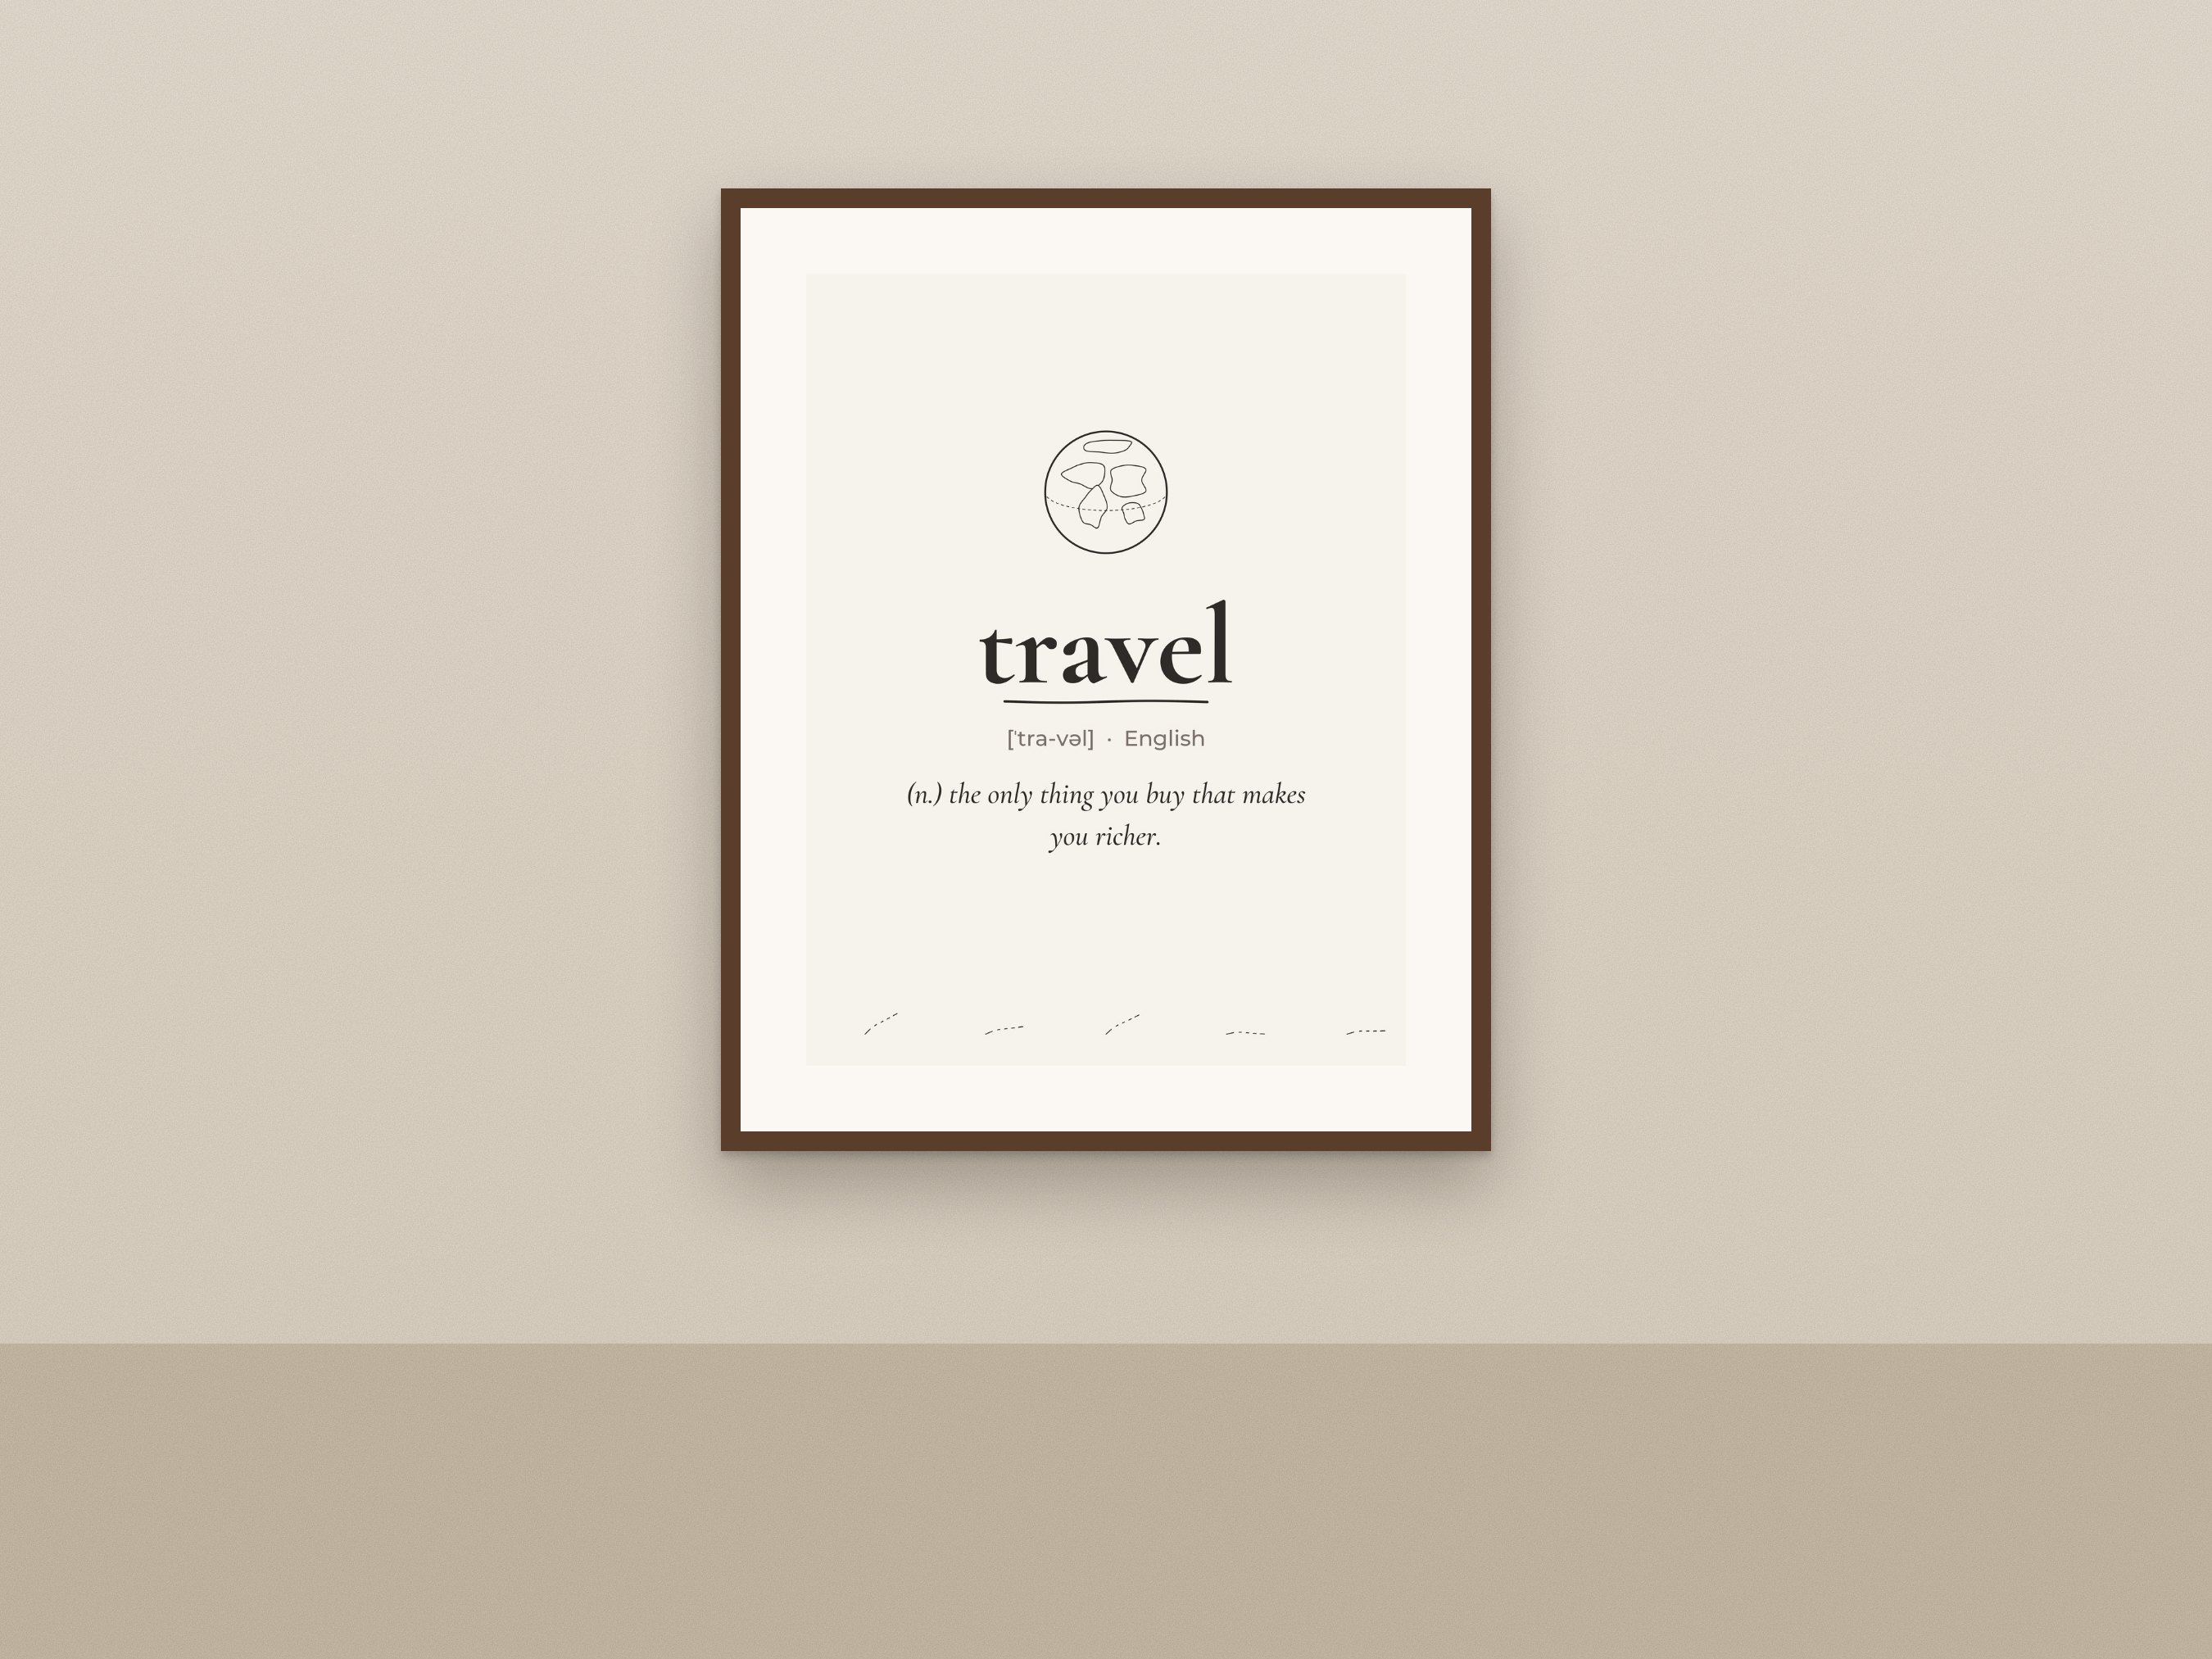 travel
[ˈtra-vəl] · English
(n.) the only thing you buy that makes
you richer.